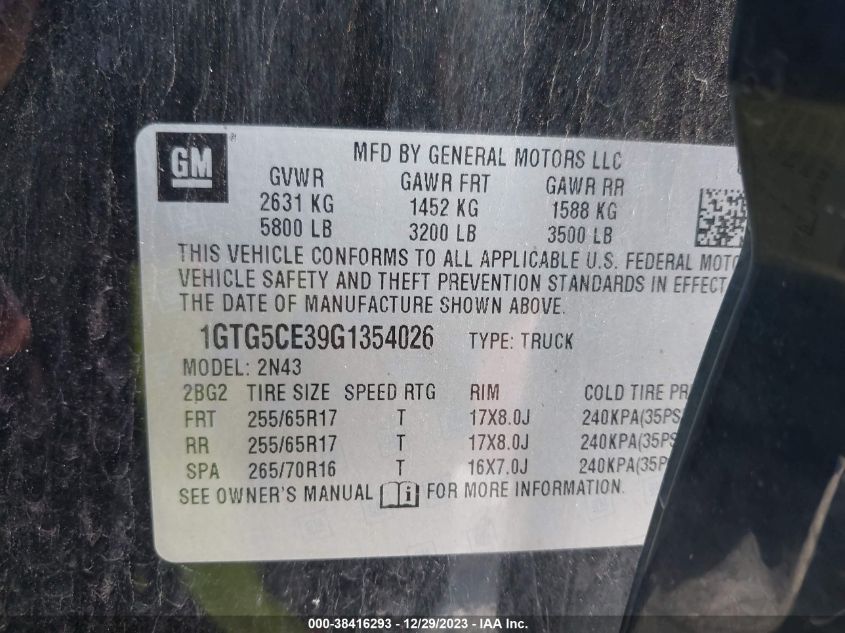 GM
MFD BY GENERAL MOTORS LLC
GVWR GAWR FRT GAWR RR
2631 KG 1452 KG 1588 KG
5800 LB 3200 LB 3500 LB
THIS VEHICLE CONFORMS TO ALL APPLICABLE U.S. FEDERAL
VEHICLE SAFETY AND THEFT PREVENTION STANDARDS IN EFFECT
THE DATE OF MANUFACTURE SHOWN ABOVE.
1GTG5CE39G1354026 TYPE: TRUCK
MODEL: 2N43
2BG2 TIRE SIZE SPEED RTG RIM COLD TIRE
FRT 255/65R17 T 17X8.0J 240KPA(35PS
RR 255/65R17 T 17X8.0J 240KPA(35PS
SPA 265/70R16 T 16X7.0J 240KPA(35P
SEE OWNER'S MANUAL FOR MORE INFORMATION.
000-38416293 - 12/29/2023 - IAA Inc.